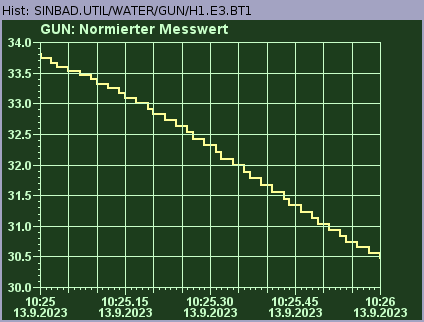 Hist: SINBAD.UTIL/WATER/GUN/H1.E3.BT1
GUN: Normierter Messwert
34.0
33.5
33.0
32.5
32.0
31.5
31.0
30.5
30.0
10:25 10:25.15 10:25.30 10:25.45 10:26
13.9.2023 13.9.2023 13.9.2023 13.9.2023 13.9.2023